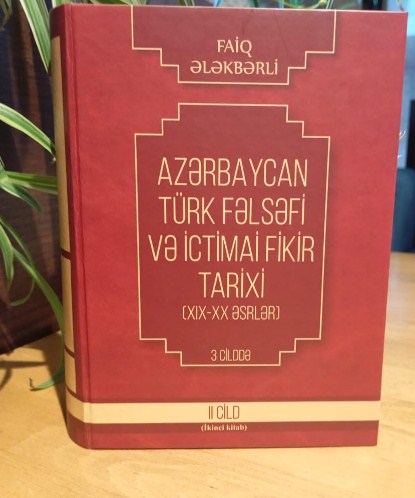 FAİQ
ƏLƏKBƏRLİ
AZƏRBAYCAN
TÜRK FƏLSƏFİ
VƏ İCTİMAİ FİKİR
TARİXİ
(XIX-XX ƏSRLƏR)
3 CİLDDƏ
II CİLD
(İkinci kitab)